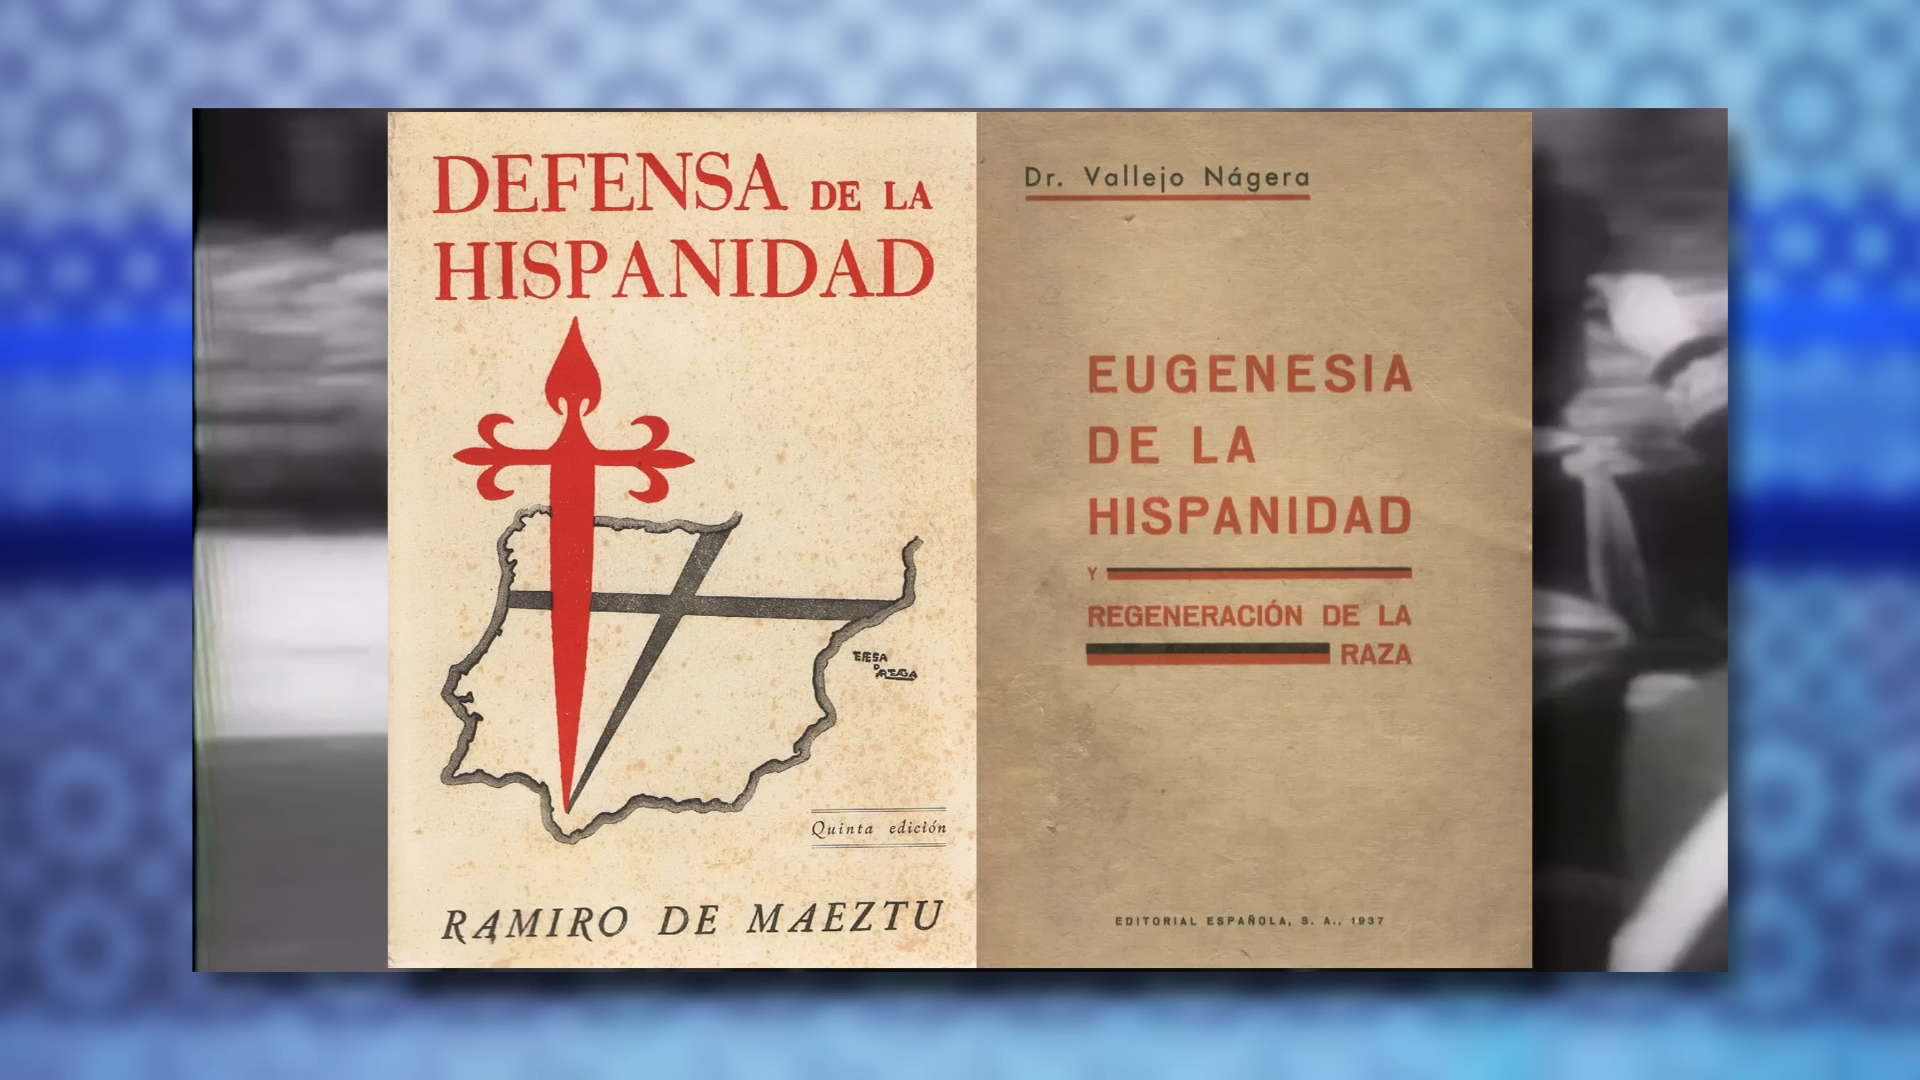 DEFENSA DE LA
HISPANIDAD
Quinta edición
RAMIRO DE MAEZTU
Dr. Vallejo Nágera
EUGENESIA
DE LA
HISPANIDAD
Y
REGENERACIÓN DE LA
RAZA
EDITORIAL ESPAÑOLA, S. A., 1937